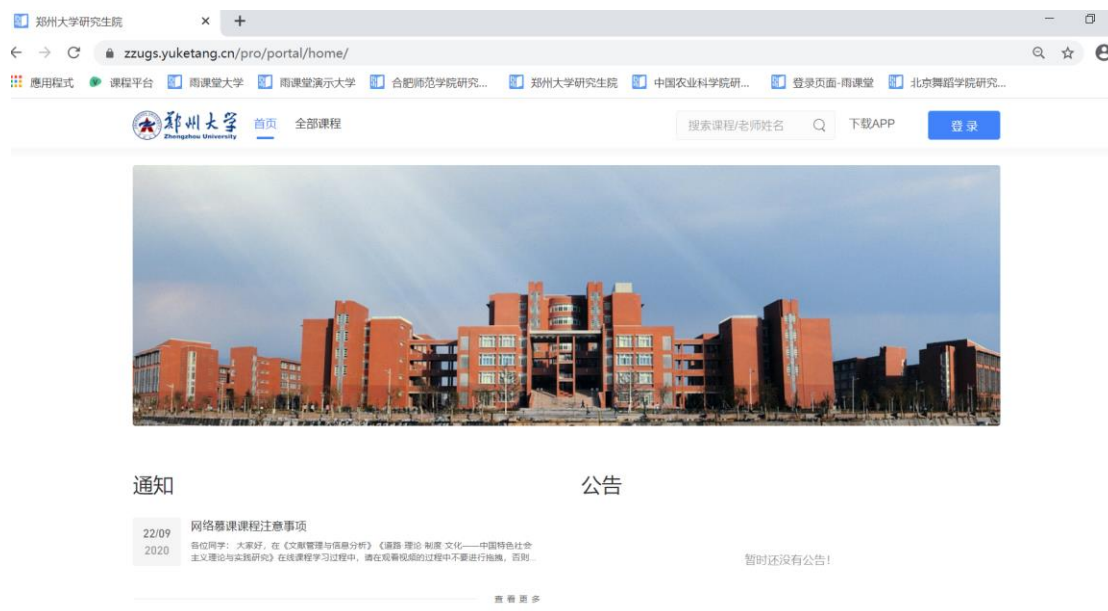 郑州大学研究生院
zzugs.yuketang.cn/pro/portal/home/
應用程式 课程平台 雨课堂大学 雨课堂演示大学 合肥师范学院研究... 郑州大学研究生院 中国农业科学院研... 登录页面-雨课堂 北京舞蹈学院研究...
郑州大学 首页 全部课程 搜索课程/老师姓名 下载APP 登录
Zhengzhou University
通知 公告
22/09 网络慕课课程注意事项
2020 各位同学： 大家好，在《文献管理与信息分析》《道路·理论·制度·文化——中国特色社会
主义理论与实践研究》在线课程学习过程中，请在观看视频的过程中不要进行拖拽，否则...
暂时还没有公告!
查看更多